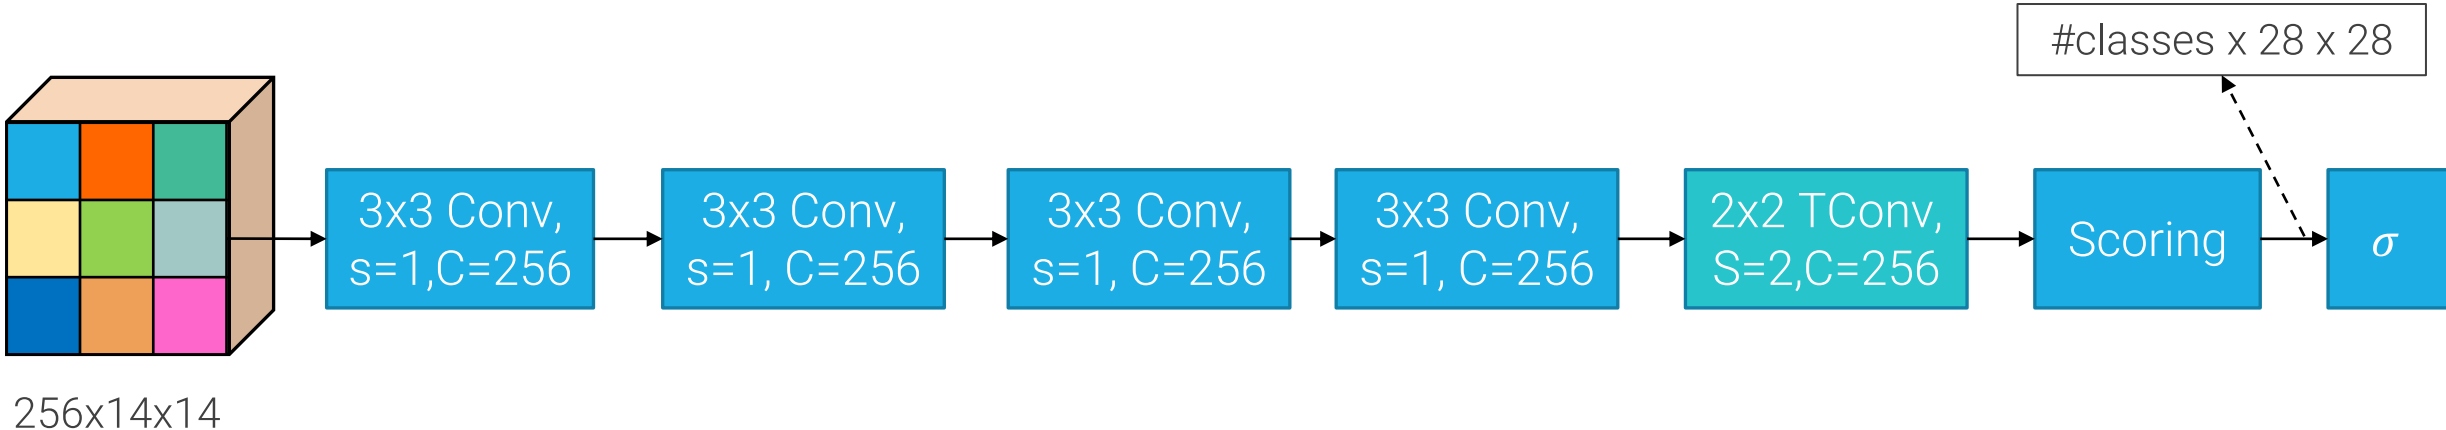 #classes x 28 x 28
3x3 Conv,
s=1,C=256
3x3 Conv,
s=1, C=256
3x3 Conv,
s=1, C=256
3x3 Conv,
s=1, C=256
2x2 TConv,
S=2,C=256
Scoring
σ
256x14x14